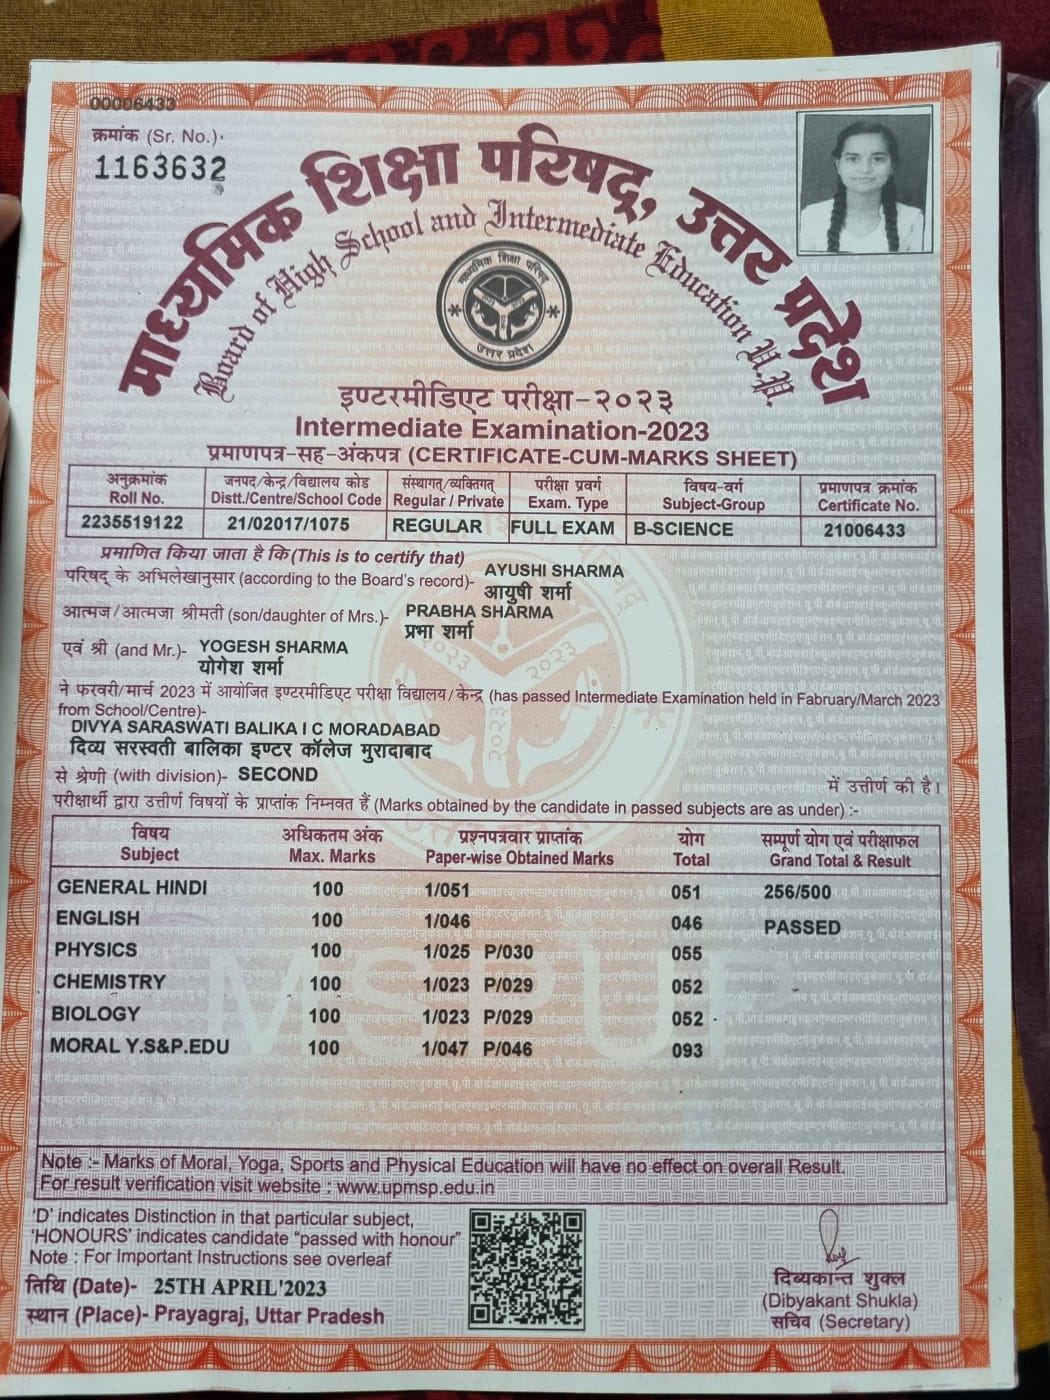 00006433
क्रमांक (Sr. No.)
1163632
माध्यमिक शिक्षा परिषद्, उत्तर प्रदेश
Board of High School and Intermediate Education U.P.
माध्यमिक शिक्षा परिषद्
उत्तर प्रदेश
इण्टरमीडिएट परीक्षा-२०२३
Intermediate Examination-2023
प्रमाणपत्र-सह-अंकपत्र (CERTIFICATE-CUM-MARKS SHEET)
अनुक्रमांक जनपद/केन्द्र/विद्यालय कोड संस्थागत्/व्यक्तिगत् परीक्षा प्रवर्ग विषय-वर्ग प्रमाणपत्र क्रमांक
Roll No. Distt./Centre/School Code Regular / Private Exam. Type Subject-Group Certificate No.
2235519122 21/02017/1075 REGULAR FULL EXAM B-SCIENCE 21006433
प्रमाणित किया जाता है कि (This is to certify that)
परिषद् के अभिलेखानुसार (according to the Board's record)- AYUSHI SHARMA
आयुषी शर्मा
आत्मज/आत्मजा श्रीमती (son/daughter of Mrs.)- PRABHA SHARMA
प्रभा शर्मा
एवं श्री (and Mr.)- YOGESH SHARMA
योगेश शर्मा
ने फरवरी/मार्च 2023 में आयोजित इण्टरमीडिएट परीक्षा विद्यालय/केन्द्र (has passed Intermediate Examination held in Fabruary/March 2023
from School/Centre)-
DIVYA SARASWATI BALIKA I C MORADABAD
दिव्य सरस्वती बालिका इण्टर कॉलेज मुरादाबाद
से श्रेणी (with division)- SECOND में उत्तीर्ण की है।
परीक्षार्थी द्वारा उत्तीर्ण विषयों के प्राप्तांक निम्नवत हैं (Marks obtained by the candidate in passed subjects are as under) :-
विषय अधिकतम अंक प्रश्नपत्रवार प्राप्तांक योग सम्पूर्ण योग एवं परीक्षाफल
Subject Max. Marks Paper-wise Obtained Marks Total Grand Total & Result
GENERAL HINDI 100 1/051 051 256/500
ENGLISH 100 1/046 046 PASSED
PHYSICS 100 1/025 P/030 055
CHEMISTRY 100 1/023 P/029 052
BIOLOGY 100 1/023 P/029 052
MORAL Y.S&P.EDU 100 1/047 P/046 093
MSPUP
Note :- Marks of Moral, Yoga, Sports and Physical Education will have no effect on overall Result.
For result verification visit website : www.upmsp.edu.in
'D' indicates Distinction in that particular subject,
'HONOURS' indicates candidate "passed with honour"
Note : For Important Instructions see overleaf
तिथि (Date)- 25TH APRIL'2023
स्थान (Place)- Prayagraj, Uttar Pradesh
दिब्यकान्त शुक्ल
(Dibyakant Shukla)
सचिव (Secretary)